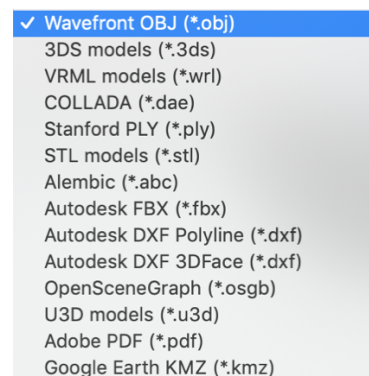 ✓ Wavefront OBJ (*.obj)
3DS models (*.3ds)
VRML models (*.wrl)
COLLADA (*.dae)
Stanford PLY (*.ply)
STL models (*.stl)
Alembic (*.abc)
Autodesk FBX (*.fbx)
Autodesk DXF Polyline (*.dxf)
Autodesk DXF 3DFace (*.dxf)
OpenSceneGraph (*.osgb)
U3D models (*.u3d)
Adobe PDF (*.pdf)
Google Earth KMZ (*.kmz)